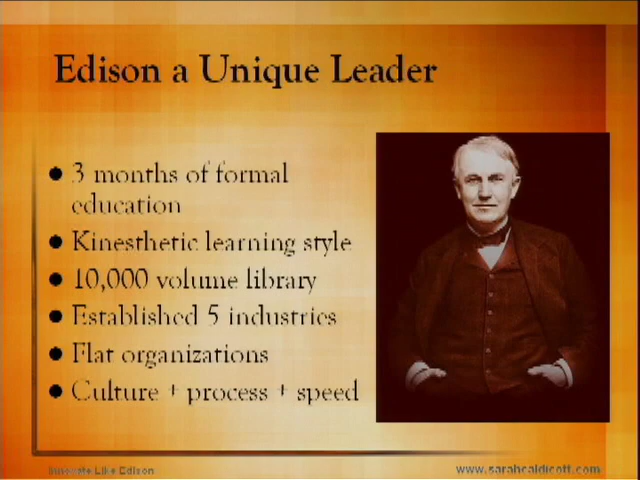 Edison a Unique Leader
3 months of formal
education
Kinesthetic learning style
10,000 volume library
Established 5 industries
Flat organizations
Culture + process + speed
Innovate Like Edison
www.sarahcaldicott.com